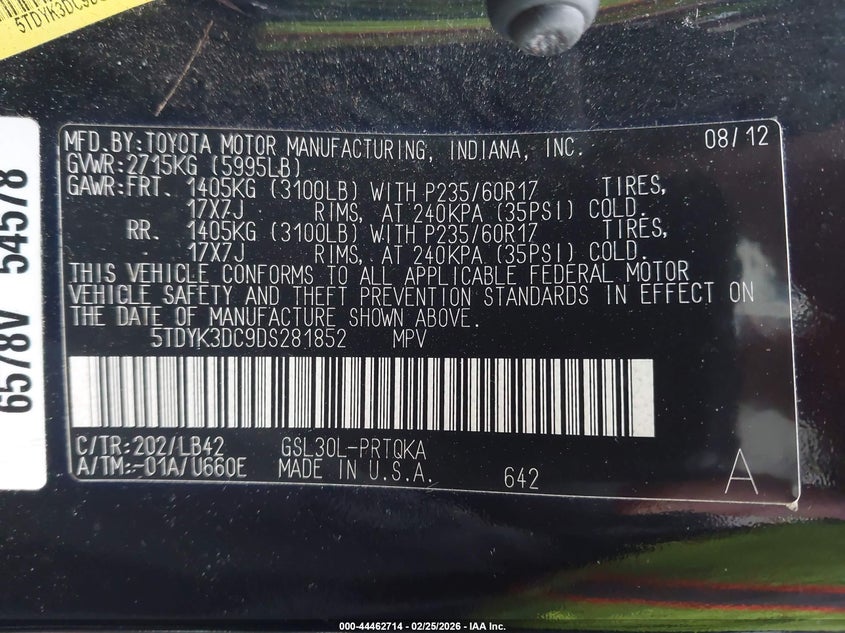 5TDYK3DC9DS
6578V 54578
MFD. BY: TOYOTA MOTOR MANUFACTURING, INDIANA, INC. 08/12
GVWR: 2715KG (5995LB)
GAWR: FRT. 1405KG (3100LB) WITH P235/60R17 TIRES,
17X7J RIMS, AT 240KPA (35PSI) COLD.
RR. 1405KG (3100LB) WITH P235/60R17 TIRES,
17X7J RIMS, AT 240KPA (35PSI) COLD.
THIS VEHICLE CONFORMS TO ALL APPLICABLE FEDERAL MOTOR
VEHICLE SAFETY AND THEFT PREVENTION STANDARDS IN EFFECT ON
THE DATE OF MANUFACTURE SHOWN ABOVE.
5TDYK3DC9DS281852 MPV
C/TR: 202/LB42 GSL30L-PRTQKA
A/TM: -01A/U660E MADE IN U.S.A. 642 A
000-44462714 - 02/25/2026 - IAA Inc.